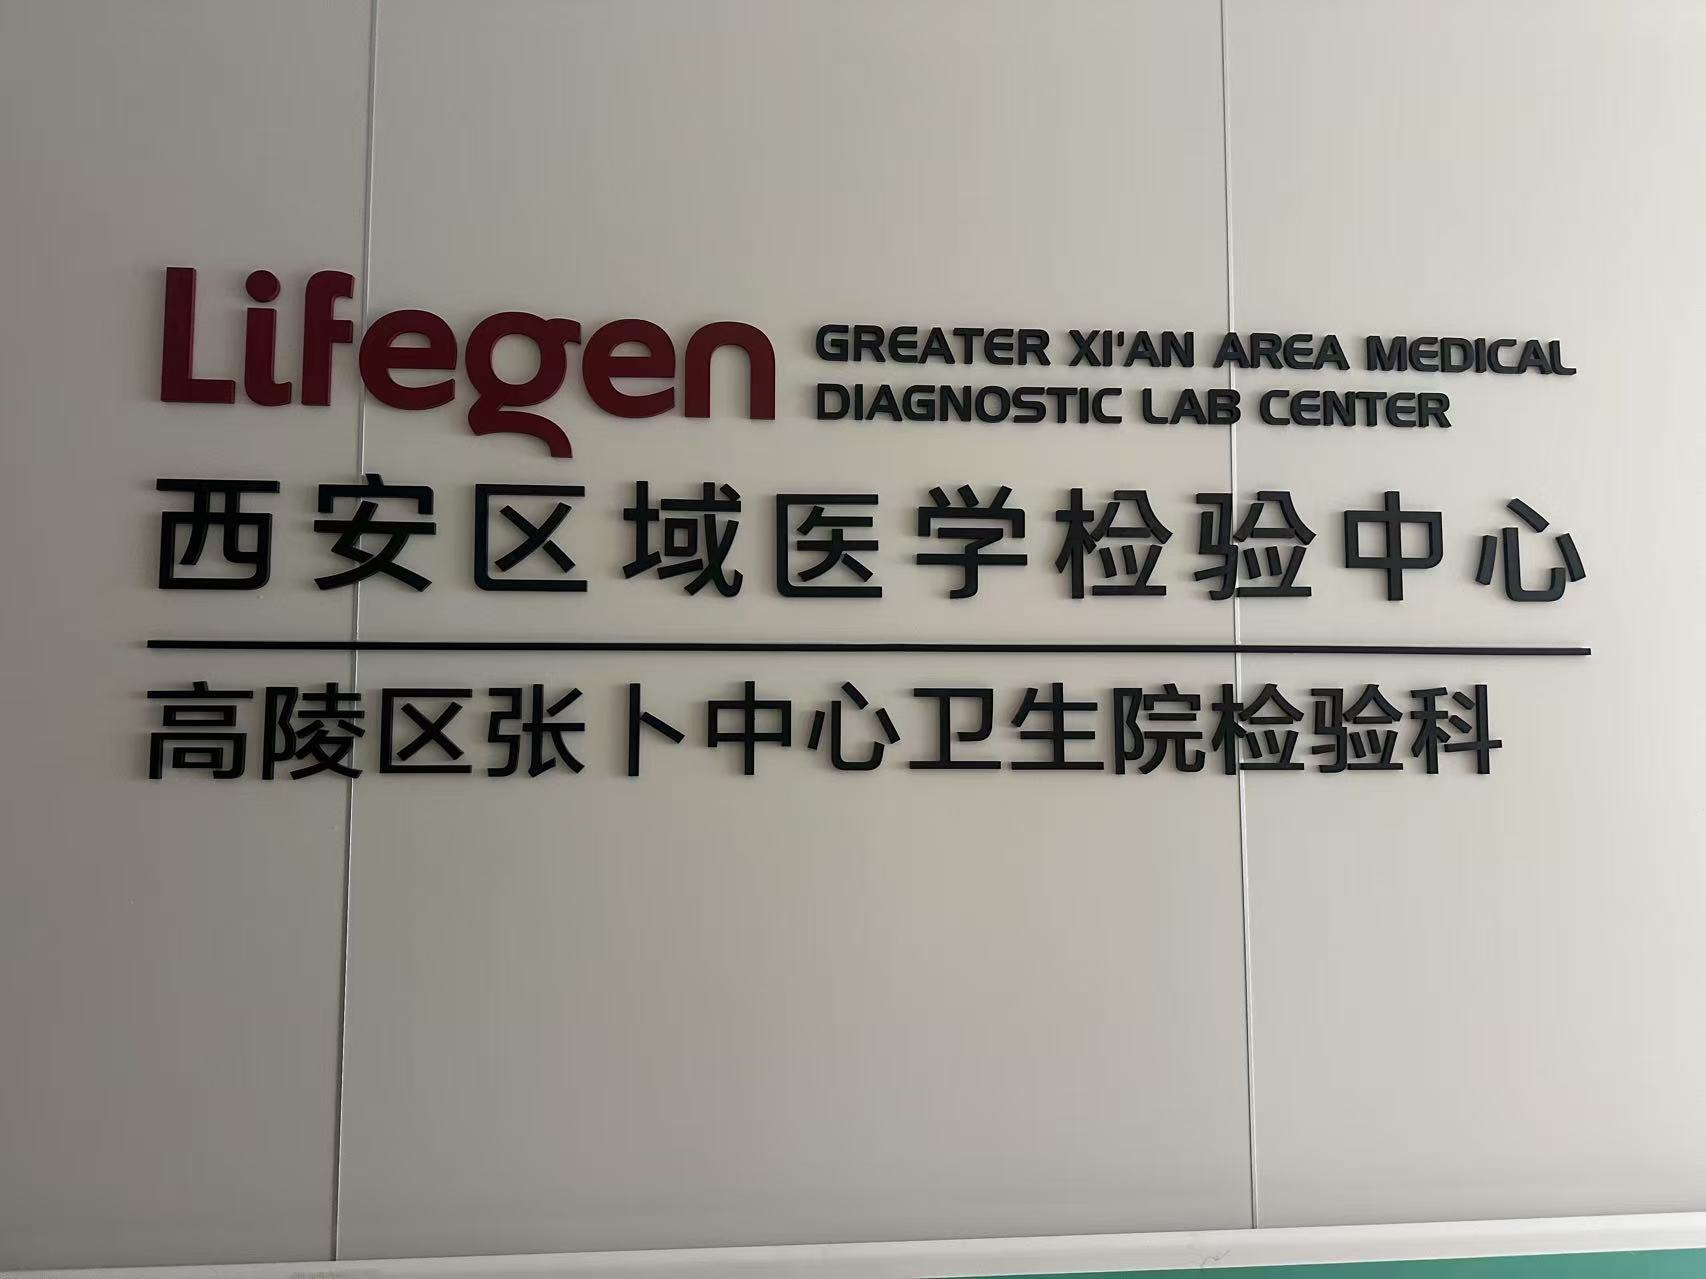 Lifegen
GREATER XI'AN AREA MEDICAL
DIAGNOSTIC LAB CENTER
西安区域医学检验中心
高陵区张卜中心卫生院检验科